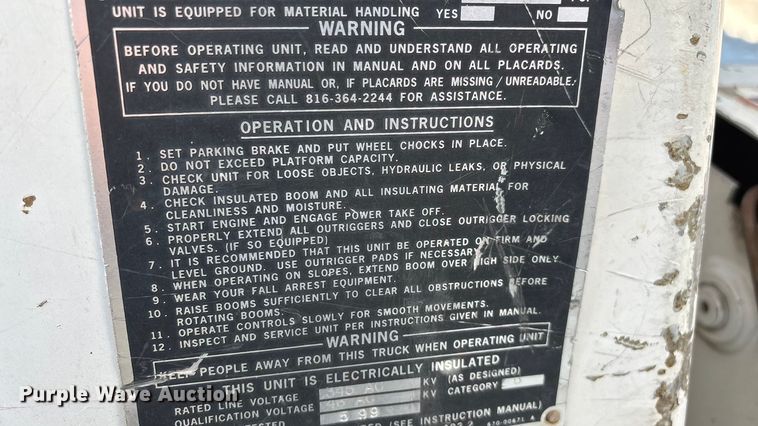 UNIT IS EQUIPPED FOR MATERIAL HANDLING YES NO
WARNING
BEFORE OPERATING UNIT, READ AND UNDERSTAND ALL OPERATING
AND SAFETY INFORMATION IN MANUAL AND ON ALL PLACARDS.
IF YOU DO NOT HAVE MANUAL OR, IF PLACARDS ARE MISSING/UNREADABLE,
PLEASE CALL 816-364-2244 FOR ASSISTANCE.
OPERATION AND INSTRUCTIONS
1. SET PARKING BRAKE AND PUT WHEEL CHOCKS IN PLACE.
2. DO NOT EXCEED PLATFORM CAPACITY.
3. CHECK UNIT FOR LOOSE OBJECTS, HYDRAULIC LEAKS, OR PHYSICAL
DAMAGE.
4. CHECK INSULATED BOOM AND ALL INSULATING MATERIAL FOR
CLEANLINESS AND MOISTURE.
5. START ENGINE AND ENGAGE POWER TAKE OFF.
6. PROPERLY EXTEND ALL OUTRIGGERS AND CLOSE OUTRIGGER LOCKING
VALVES. (IF SO EQUIPPED)
7. IT IS RECOMMENDED THAT THIS UNIT BE OPERATED ON FIRM AND
LEVEL GROUND. USE OUTRIGGER PADS IF NECESSARY.
8. WHEN OPERATING ON SLOPES, EXTEND BOOM OVER HIGH SIDE ONLY.
9. WEAR YOUR FALL ARREST EQUIPMENT.
10. RAISE BOOMS SUFFICIENTLY TO CLEAR ALL OBSTRUCTIONS BEFORE
ROTATING BOOMS.
11. OPERATE CONTROLS SLOWLY FOR SMOOTH MOVEMENTS.
12. INSPECT AND SERVICE UNIT PER INSTRUCTIONS GIVEN IN MANUAL.
WARNING
KEEP PEOPLE AWAY FROM THIS TRUCK WHEN OPERATING UNIT
THIS UNIT IS ELECTRICALLY INSULATED
RATED LINE VOLTAGE KV (AS DESIGNED)
QUALIFICATION VOLTAGE 46 AC KV CATEGORY
3 99
(SEE INSTRUCTION MANUAL)
670-00671 A
Purple Wave Auction